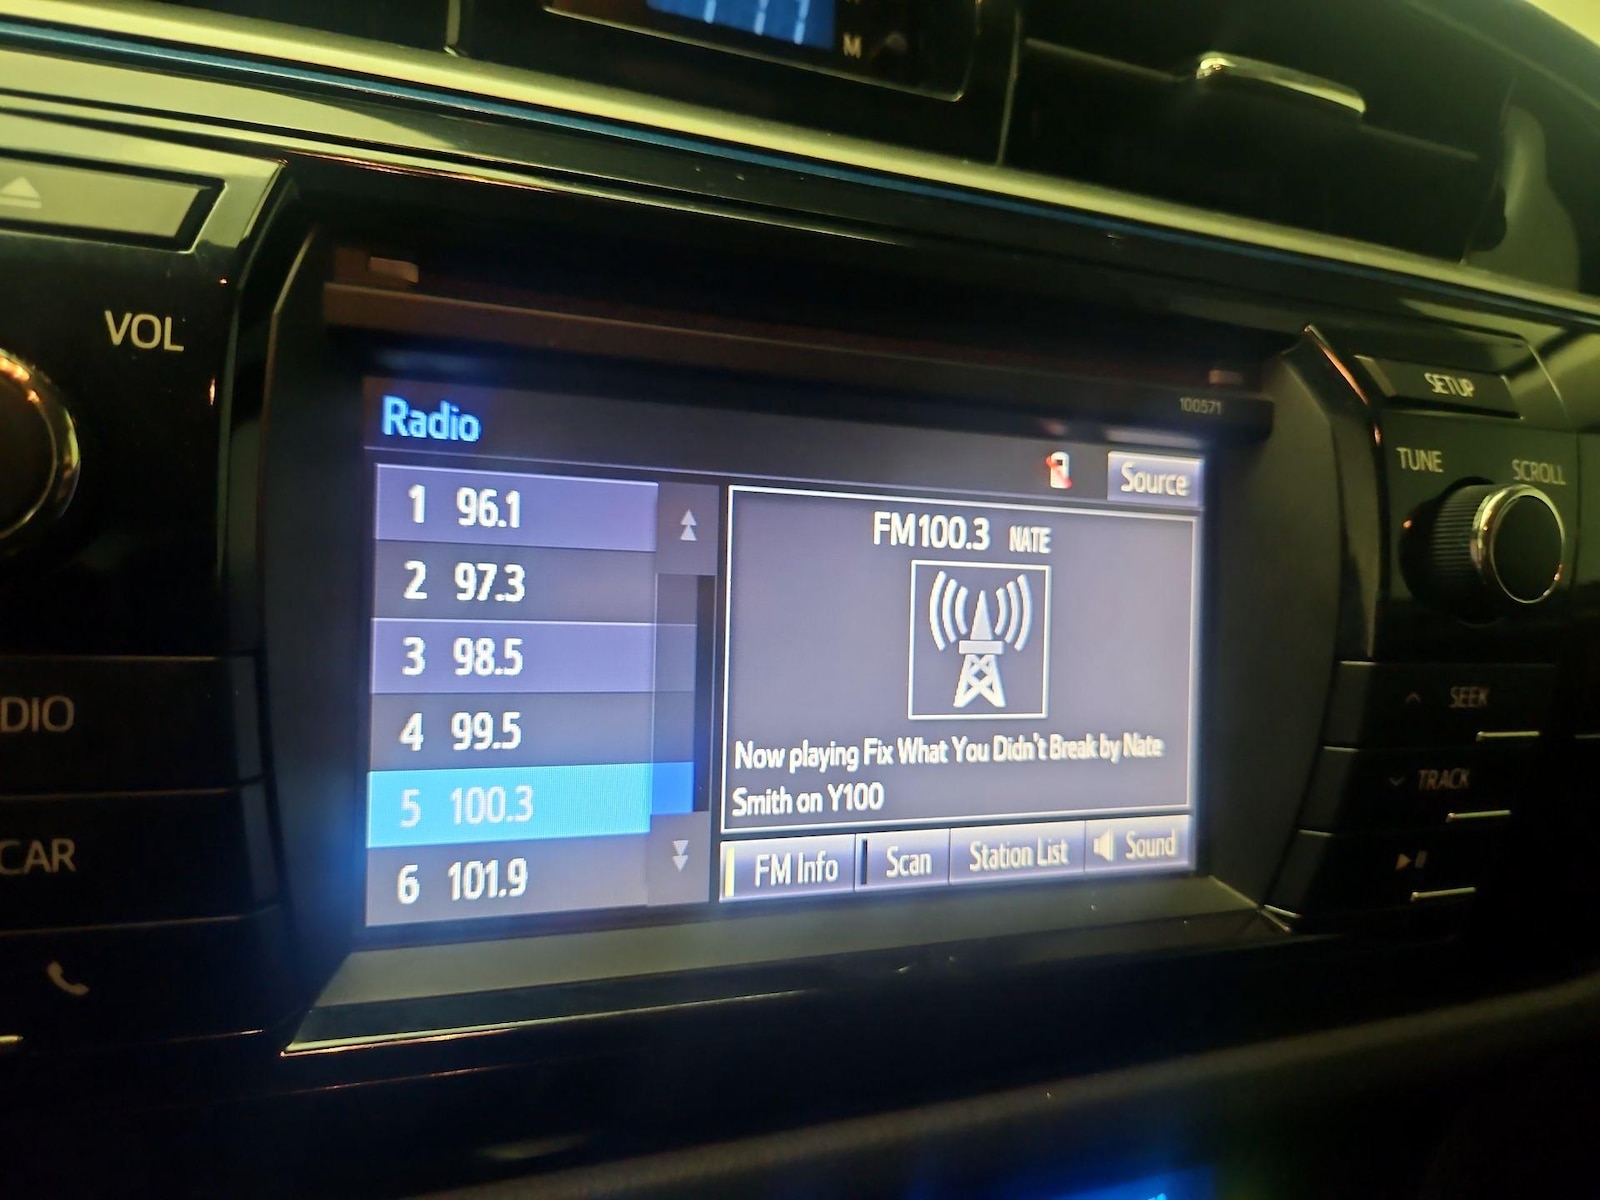 M
VOL
SETUP
100571
Radio
TUNE
SCROLL
Source
1 96.1
FM100.3 NATE
2 97.3
3 98.5
SEEK
DIO
4 99.5
Now playing Fix What You Didn't Break by Nate
TRACK
5 100.3
Smith on Y100
CAR
6 101.9
FM Info
Scan
Station List
Sound